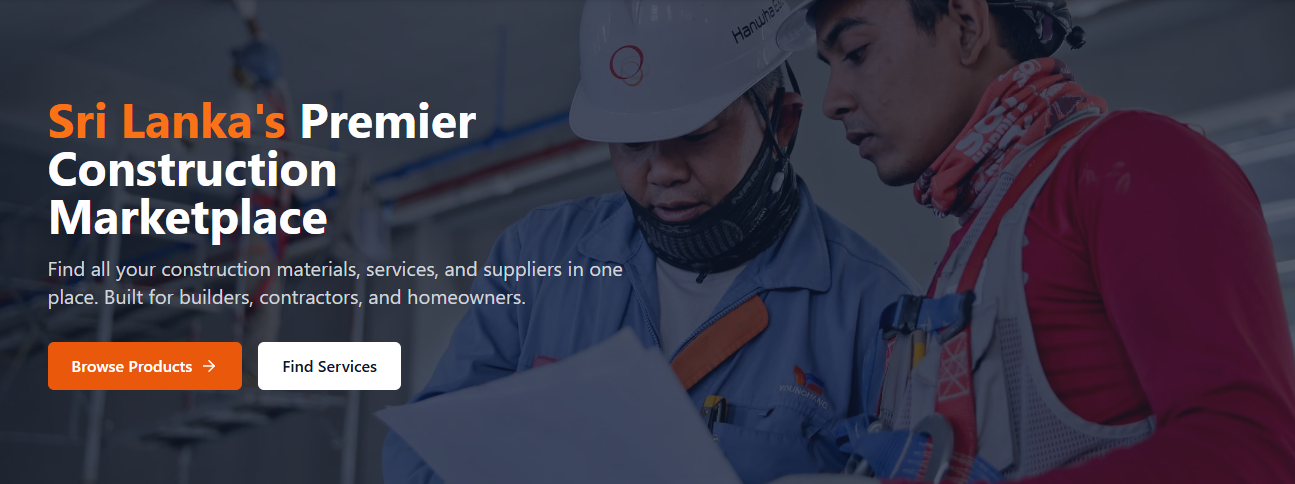 Hanwha
Sri Lanka's Premier
Construction
Marketplace
Find all your construction materials, services, and suppliers in one
place. Built for builders, contractors, and homeowners.
Browse Products →
Find Services